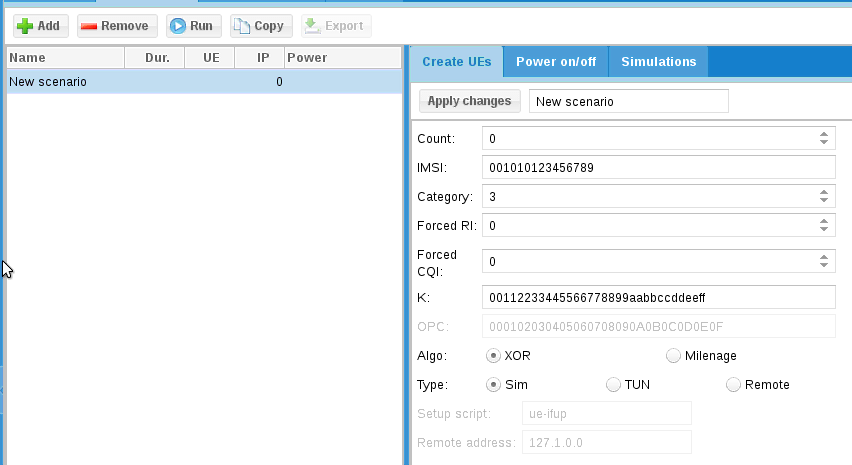 Add Remove Run Copy Export
Name Dur. UE IP Power
New scenario 0
Create UEs Power on/off Simulations
Apply changes New scenario
Count: 0
IMSI: 001010123456789
Category: 3
Forced RI: 0
Forced
CQI: 0
K: 00112233445566778899aabbccddeeff
OPC: 000102030405060708090A0B0C0D0E0F
Algo: XOR Milenage
Type: Sim TUN Remote
Setup script: ue-ifup
Remote address: 127.1.0.0